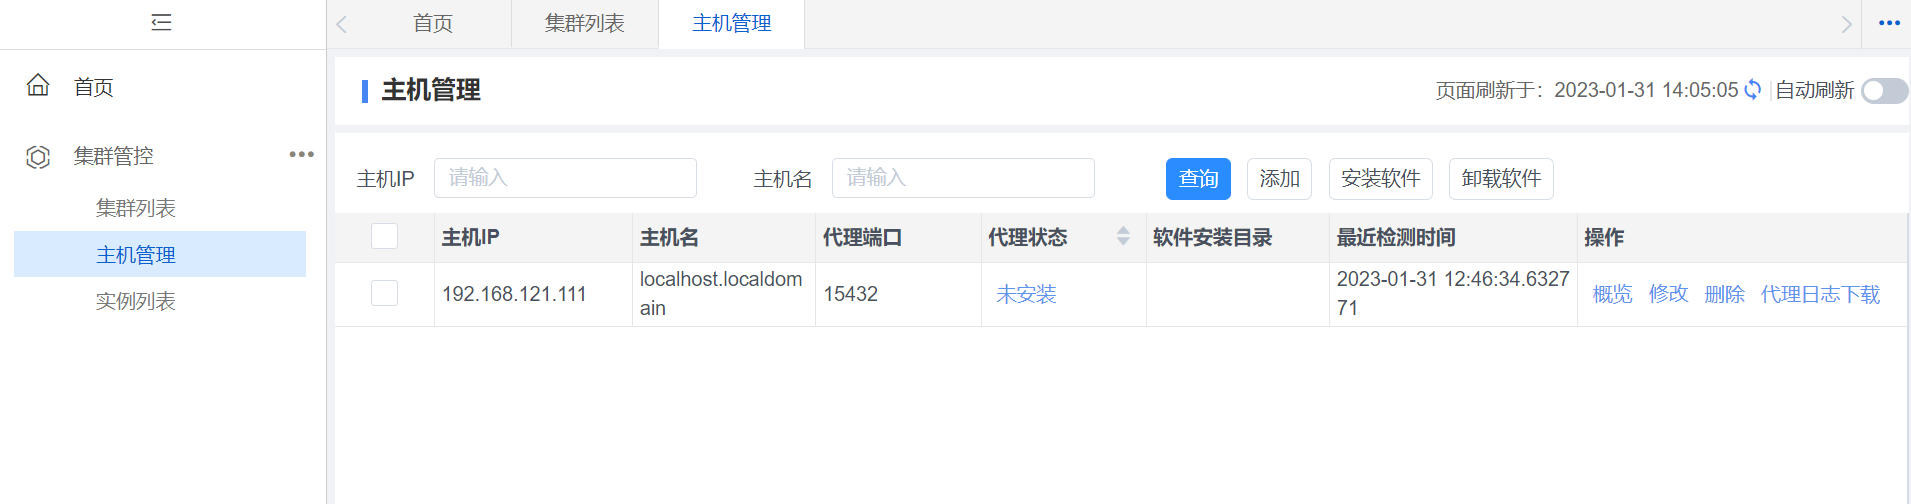 首页
集群列表
主机管理
首页
集群管控
集群列表
主机管理
实例列表
主机管理
页面刷新于：2023-01-31 14:05:05
自动刷新
主机IP 请输入
主机名 请输入
查询
添加
安装软件
卸载软件
主机IP 主机名 代理端口 代理状态 软件安装目录 最近检测时间 操作
192.168.121.111
localhost.localdom
ain
15432
未安装
2023-01-31 12:46:34.6327
71
概览 修改 删除 代理日志下载